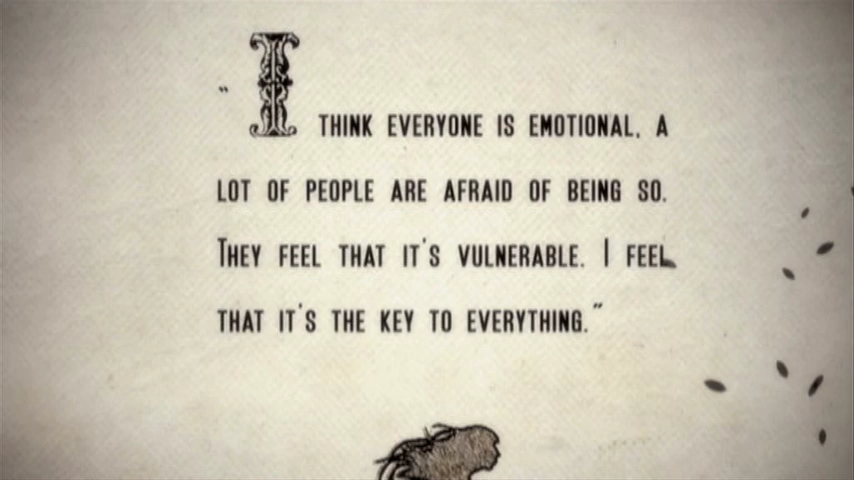 "I THINK EVERYONE IS EMOTIONAL, A
LOT OF PEOPLE ARE AFRAID OF BEING SO.
THEY FEEL THAT IT'S VULNERABLE. I FEEL
THAT IT'S THE KEY TO EVERYTHING."